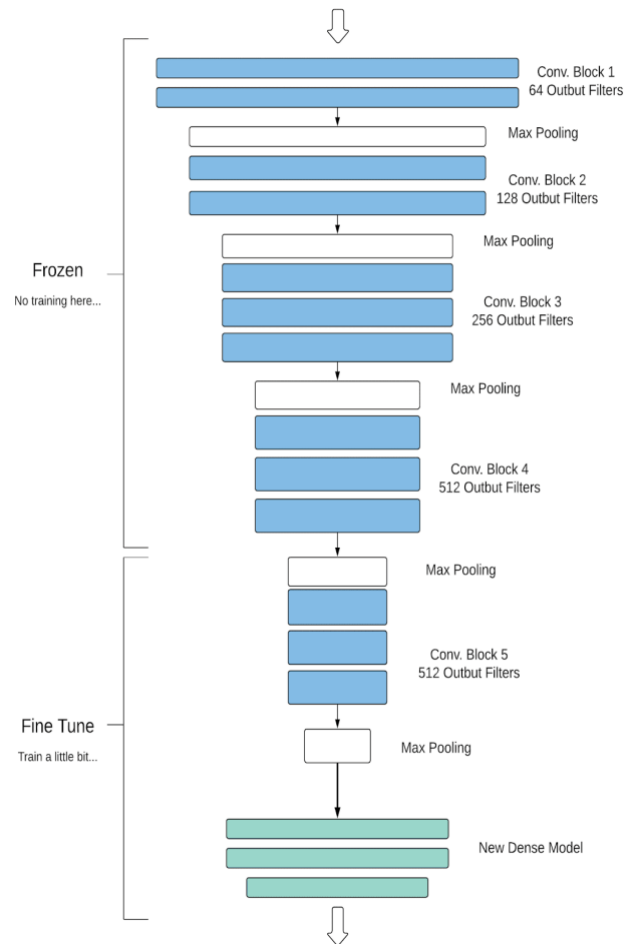 Conv. Block 1
64 Outbut Filters
Max Pooling
Conv. Block 2
128 Outbut Filters
Max Pooling
Frozen
No training here...
Conv. Block 3
256 Outbut Filters
Max Pooling
Conv. Block 4
512 Outbut Filters
Max Pooling
Conv. Block 5
512 Outbut Filters
Fine Tune
Train a little bit...
Max Pooling
New Dense Model